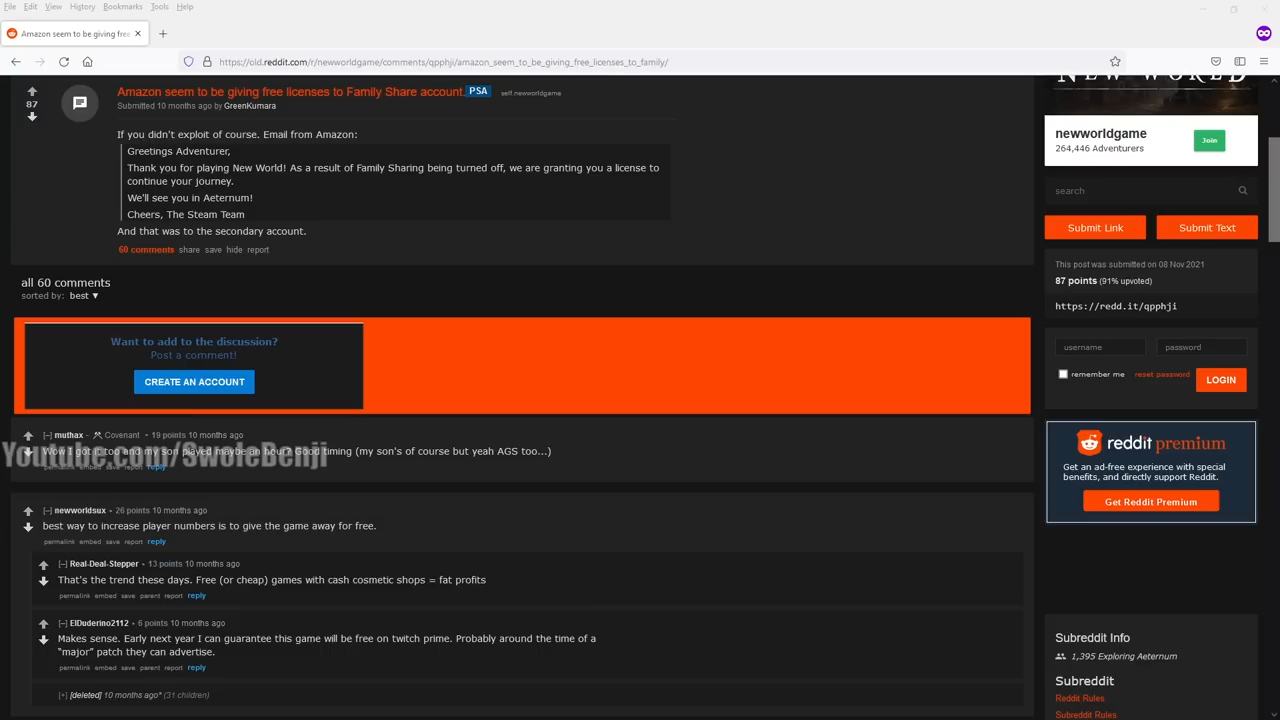 File Edit View History Bookmarks Tools Help
Amazon seem to be giving free
https://old.reddit.com/r/newworldgame/comments/qpphji/amazon_seem_to_be_giving_free_licenses_to_family/
NEW WORLD
87
Amazon seem to be giving free licenses to Family Share account. PSA self.newworldgame
Submitted 10 months ago by GreenKumara
If you didn't exploit of course. Email from Amazon:
Greetings Adventurer,
Thank you for playing New World! As a result of Family Sharing being turned off, we are granting you a license to
continue your journey.
We'll see you in Aeternum!
Cheers, The Steam Team
And that was to the secondary account.
60 comments share save hide report
all 60 comments
sorted by: best ▼
Want to add to the discussion?
Post a comment!
CREATE AN ACCOUNT
[–] muthax - Covenant • 19 points 10 months ago
Wow I got it too and my son played maybe an hour? Good timing (my son's of course but yeah AGS too...)
permalink embed save report reply
Youtube.com/SwoleBenji
[–] newworldsux • 26 points 10 months ago
best way to increase player numbers is to give the game away for free.
permalink embed save report reply
[–] Real-Deal-Stepper • 13 points 10 months ago
That's the trend these days. Free (or cheap) games with cash cosmetic shops = fat profits
permalink embed save parent report reply
[–] ElDuderino2112 • 6 points 10 months ago
Makes sense. Early next year I can guarantee this game will be free on twitch prime. Probably around the time of a
"major" patch they can advertise.
permalink embed save parent report reply
[+] [deleted] 10 months ago* (31 children)
newworldgame
264,446 Adventurers
Join
search
Submit Link
Submit Text
This post was submitted on 08 Nov 2021
87 points (91% upvoted)
https://redd.it/qpphji
username
password
remember me reset password LOGIN
reddit premium
Get an ad-free experience with special
benefits, and directly support Reddit.
Get Reddit Premium
Subreddit Info
1,395 Exploring Aeternum
Subreddit
Reddit Rules
Subreddit Rules